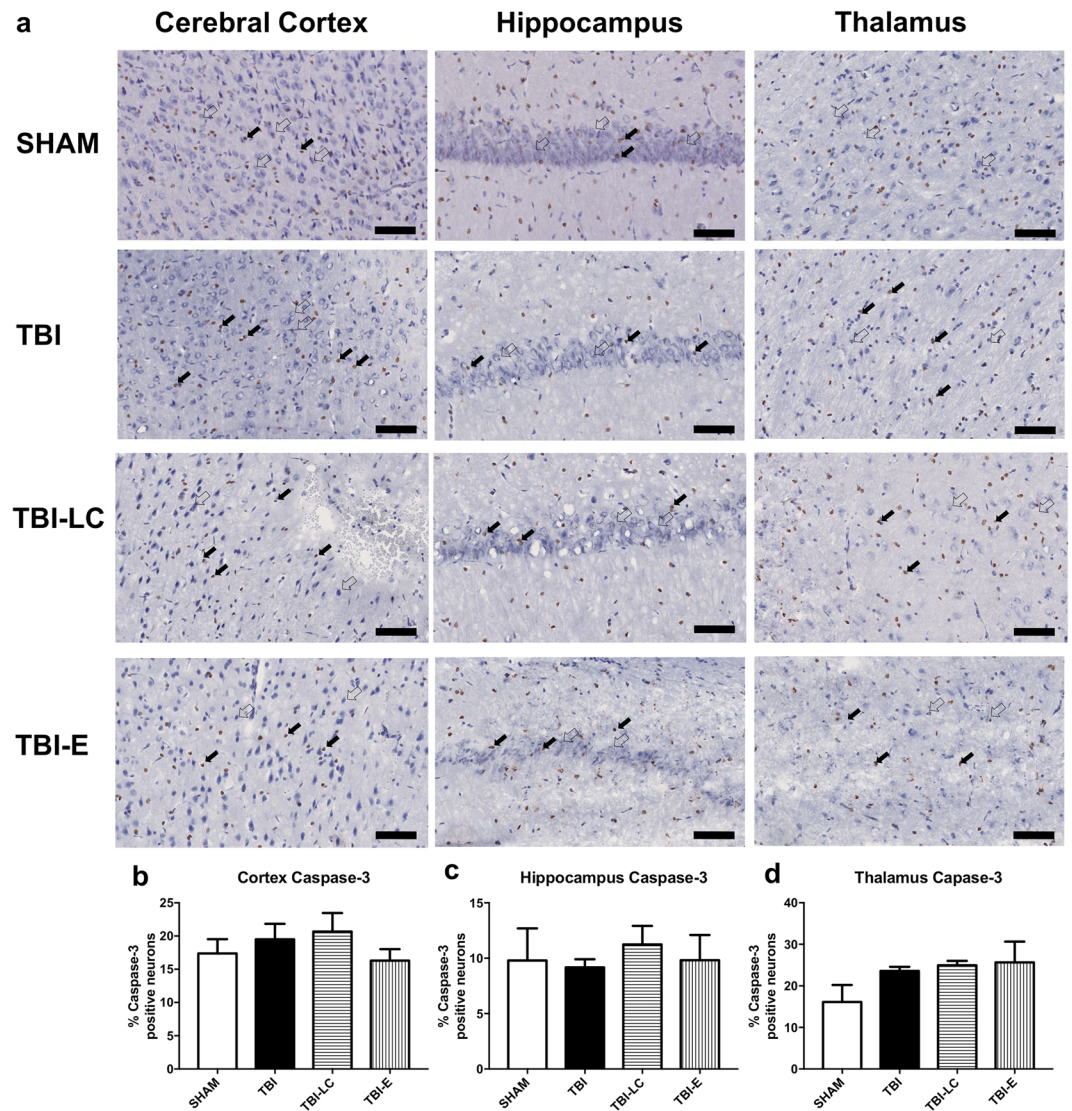 a
Cerebral Cortex Hippocampus Thalamus
SHAM
TBI
TBI-LC
TBI-E
b
Cortex Caspase-3
% Caspase-3
positive neurons
25
20
15
10
5
0
SHAM
TBI
TBI-LC
TBI-E
c
Hippocampus Caspase-3
% Caspase-3
positive neurons
15
10
5
0
SHAM
TBI
TBI-LC
TBI-E
d
Thalamus Capase-3
% Caspase-3
positive neurons
40
30
20
10
0
SHAM
TBI
TBI-LC
TBI-E